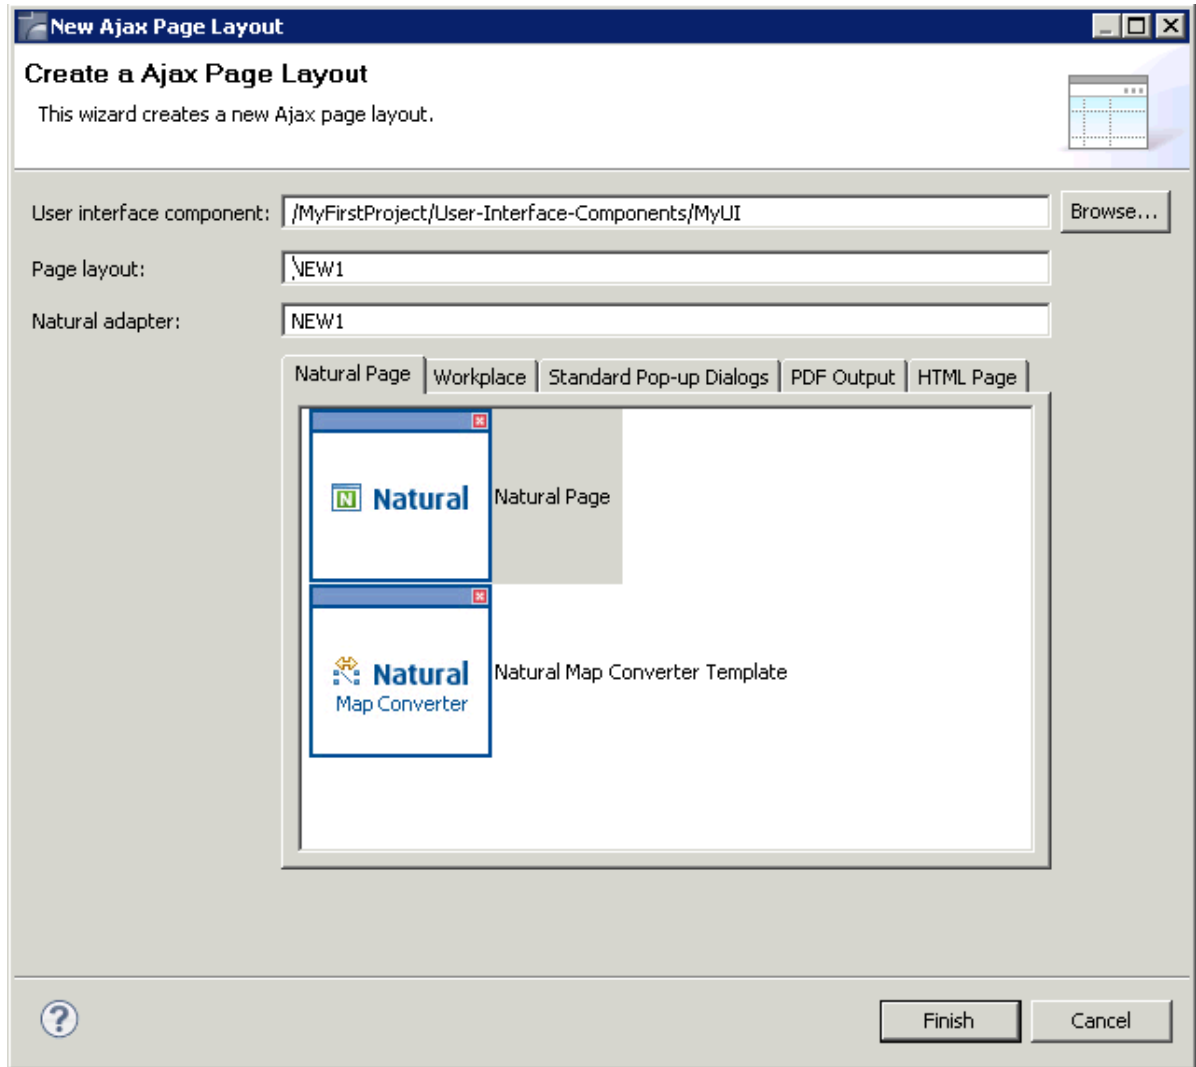 New Ajax Page Layout
Create a Ajax Page Layout
This wizard creates a new Ajax page layout.
User interface component: /MyFirstProject/User-Interface-Components/MyUI Browse...
Page layout: NEW1
Natural adapter: NEW1
Natural Page Workplace Standard Pop-up Dialogs PDF Output HTML Page
N Natural Natural Page
Natural Natural Map Converter Template
Map Converter
? Finish Cancel